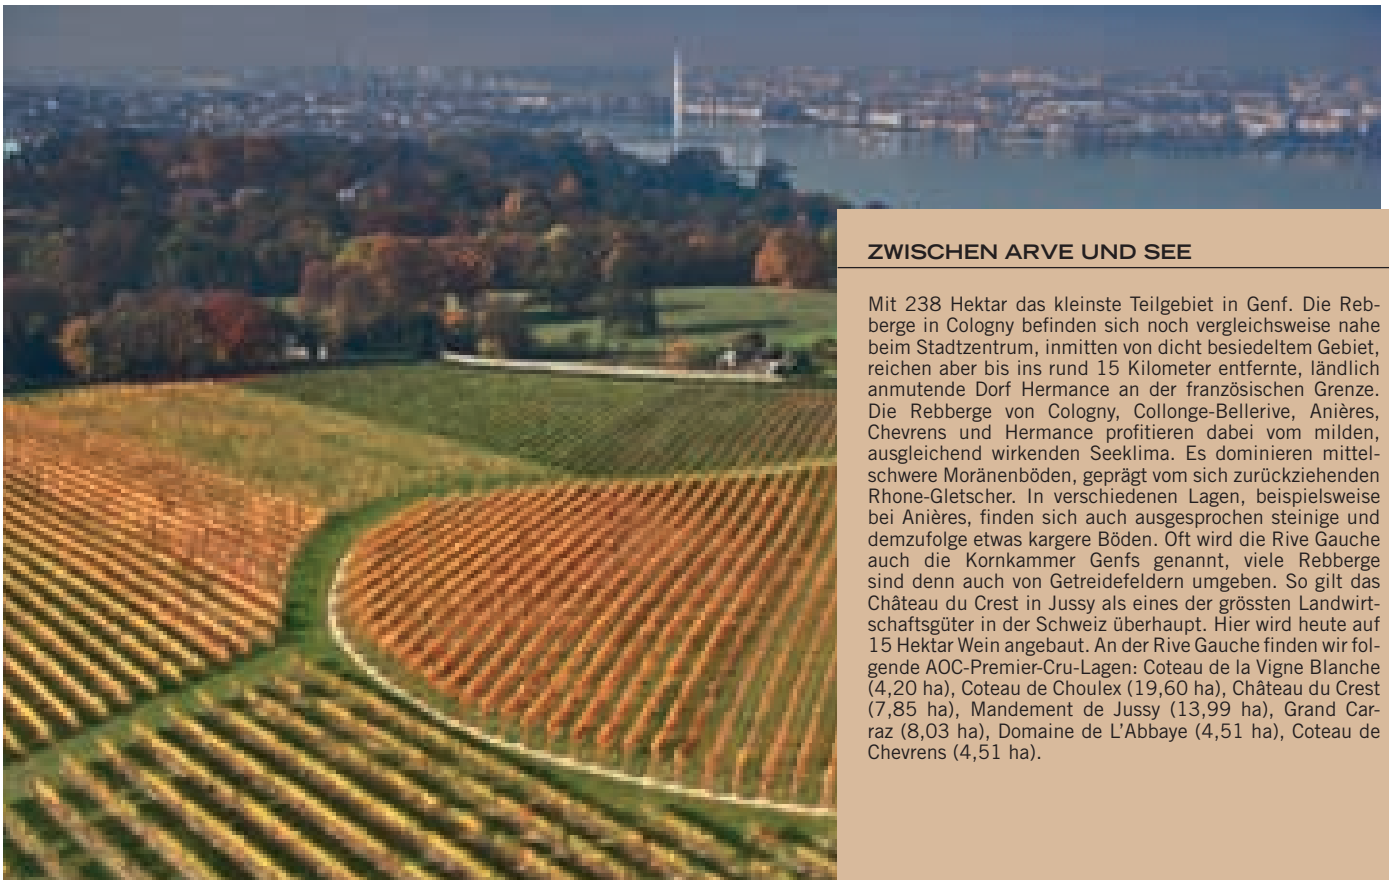 ZWISCHEN ARVE UND SEE
Mit 238 Hektar das kleinste Teilgebiet in Genf. Die Reb-
berge in Cologny befinden sich noch vergleichsweise nahe
beim Stadtzentrum, inmitten von dicht besiedeltem Gebiet,
reichen aber bis ins rund 15 Kilometer entfernte, ländlich
anmutende Dorf Hermance an der französischen Grenze.
Die Rebberge von Cologny, Collonge-Bellerive, Anières,
Chevrens und Hermance profitieren dabei vom milden,
ausgleichend wirkenden Seeklima. Es dominieren mittel-
schwere Moränenböden, geprägt vom sich zurückziehenden
Rhone-Gletscher. In verschiedenen Lagen, beispielsweise
bei Anières, finden sich auch ausgesprochen steinige und
demzufolge etwas kargere Böden. Oft wird die Rive Gauche
auch die Kornkammer Genfs genannt, viele Rebberge
sind denn auch von Getreidefeldern umgeben. So gilt das
Château du Crest in Jussy als eines der grössten Landwirt-
schaftsgüter in der Schweiz überhaupt. Hier wird heute auf
15 Hektar Wein angebaut. An der Rive Gauche finden wir fol-
gende AOC-Premier-Cru-Lagen: Coteau de la Vigne Blanche
(4,20 ha), Coteau de Choulex (19,60 ha), Château du Crest
(7,85 ha), Mandement de Jussy (13,99 ha), Grand Car-
raz (8,03 ha), Domaine de L'Abbaye (4,51 ha), Coteau de
Chevrens (4,51 ha).